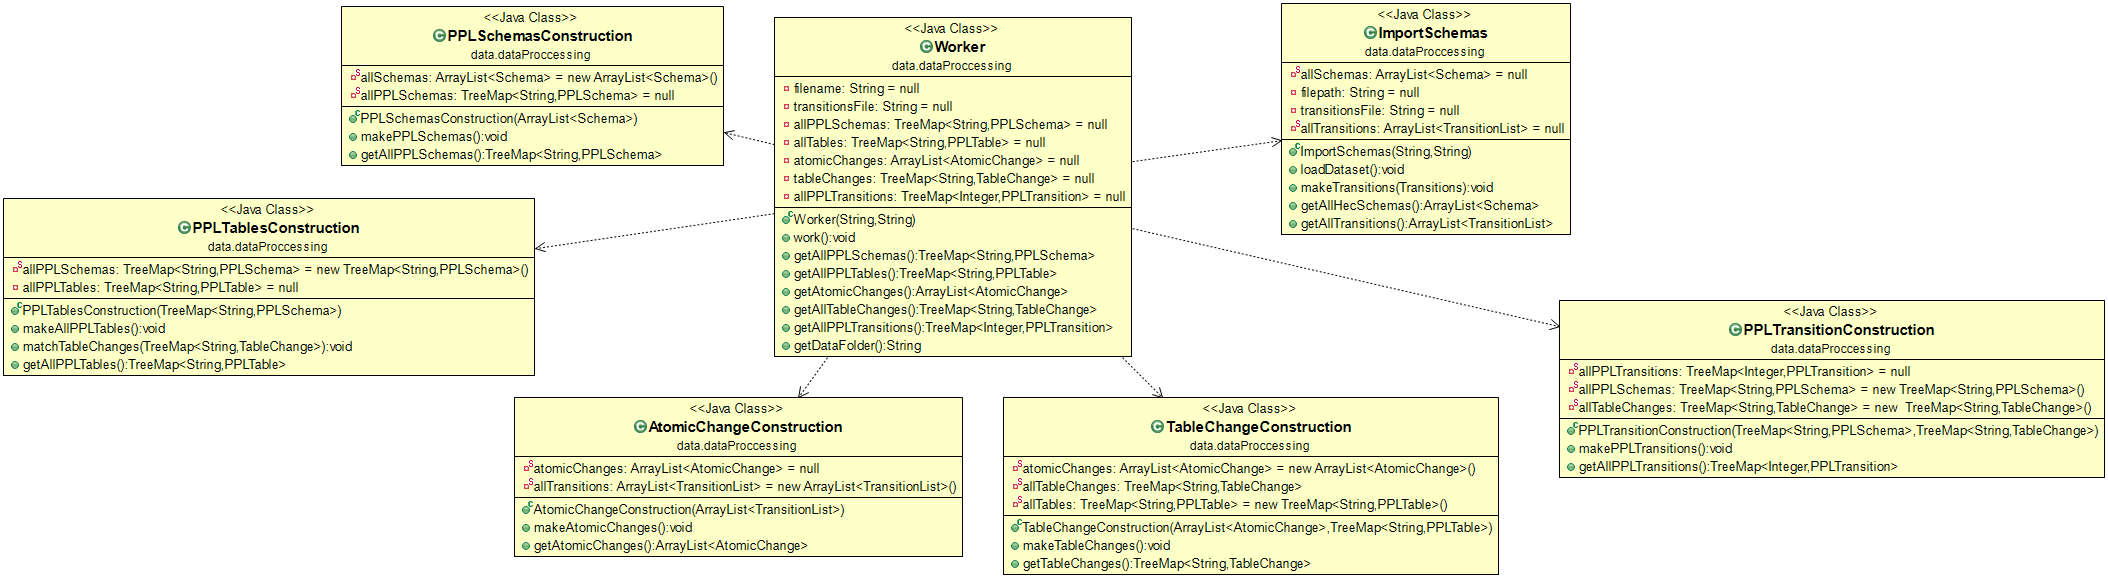 <<Java Class>>
PPLSchemasConstruction
data.dataProccessing
allSchemas: ArrayList<Schema> = new ArrayList<Schema>()
allPPLSchemas: TreeMap<String,PPLSchema> = null
PPLSchemasConstruction(ArrayList<Schema>)
makePPLSchemas():void
getAllPPLSchemas():TreeMap<String,PPLSchema>
<<Java Class>>
Worker
data.dataProccessing
filename: String = null
transitionsFile: String = null
allPPLSchemas: TreeMap<String,PPLSchema> = null
allTables: TreeMap<String,PPLTable> = null
atomicChanges: ArrayList<AtomicChange> = null
tableChanges: TreeMap<String,TableChange> = null
allPPLTransitions: TreeMap<Integer,PPLTransition> = null
Worker(String,String)
work():void
getAllPPLSchemas():TreeMap<String,PPLSchema>
getAllPPLTables():TreeMap<String,PPLTable>
getAtomicChanges():ArrayList<AtomicChange>
getAllTableChanges():TreeMap<String,TableChange>
getAllPPLTransitions():TreeMap<Integer,PPLTransition>
getDataFolder():String
<<Java Class>>
ImportSchemas
data.dataProccessing
allSchemas: ArrayList<Schema> = null
filepath: String = null
transitionsFile: String = null
allTransitions: ArrayList<TransitionList> = null
ImportSchemas(String,String)
loadDataset():void
makeTransitions(Transitions):void
getAllHecSchemas():ArrayList<Schema>
getAllTransitions():ArrayList<TransitionList>
<<Java Class>>
PPLTablesConstruction
data.dataProccessing
allPPLSchemas: TreeMap<String,PPLSchema> = new TreeMap<String,PPLSchema>()
allPPLTables: TreeMap<String,PPLTable> = null
PPLTablesConstruction(TreeMap<String,PPLSchema>)
makeAllPPLTables():void
matchTableChanges(TreeMap<String,TableChange>):void
getAllPPLTables():TreeMap<String,PPLTable>
<<Java Class>>
PPLTransitionConstruction
data.dataProccessing
allPPLTransitions: TreeMap<Integer,PPLTransition> = null
allPPLSchemas: TreeMap<String,PPLSchema> = new TreeMap<String,PPLSchema>()
allTableChanges: TreeMap<String,TableChange> = new  TreeMap<String,TableChange>()
PPLTransitionConstruction(TreeMap<String,PPLSchema>,TreeMap<String,TableChange>)
makePPLTransitions():void
getAllPPLTransitions():TreeMap<Integer,PPLTransition>
<<Java Class>>
AtomicChangeConstruction
data.dataProccessing
atomicChanges: ArrayList<AtomicChange> = null
allTransitions: ArrayList<TransitionList> = new ArrayList<TransitionList>()
AtomicChangeConstruction(ArrayList<TransitionList>)
makeAtomicChanges():void
getAtomicChanges():ArrayList<AtomicChange>
<<Java Class>>
TableChangeConstruction
data.dataProccessing
atomicChanges: ArrayList<AtomicChange> = new ArrayList<AtomicChange>()
allTableChanges: TreeMap<String,TableChange>
allTables: TreeMap<String,PPLTable> = new TreeMap<String,PPLTable>()
TableChangeConstruction(ArrayList<AtomicChange>,TreeMap<String,PPLTable>)
makeTableChanges():void
getTableChanges():TreeMap<String,TableChange>